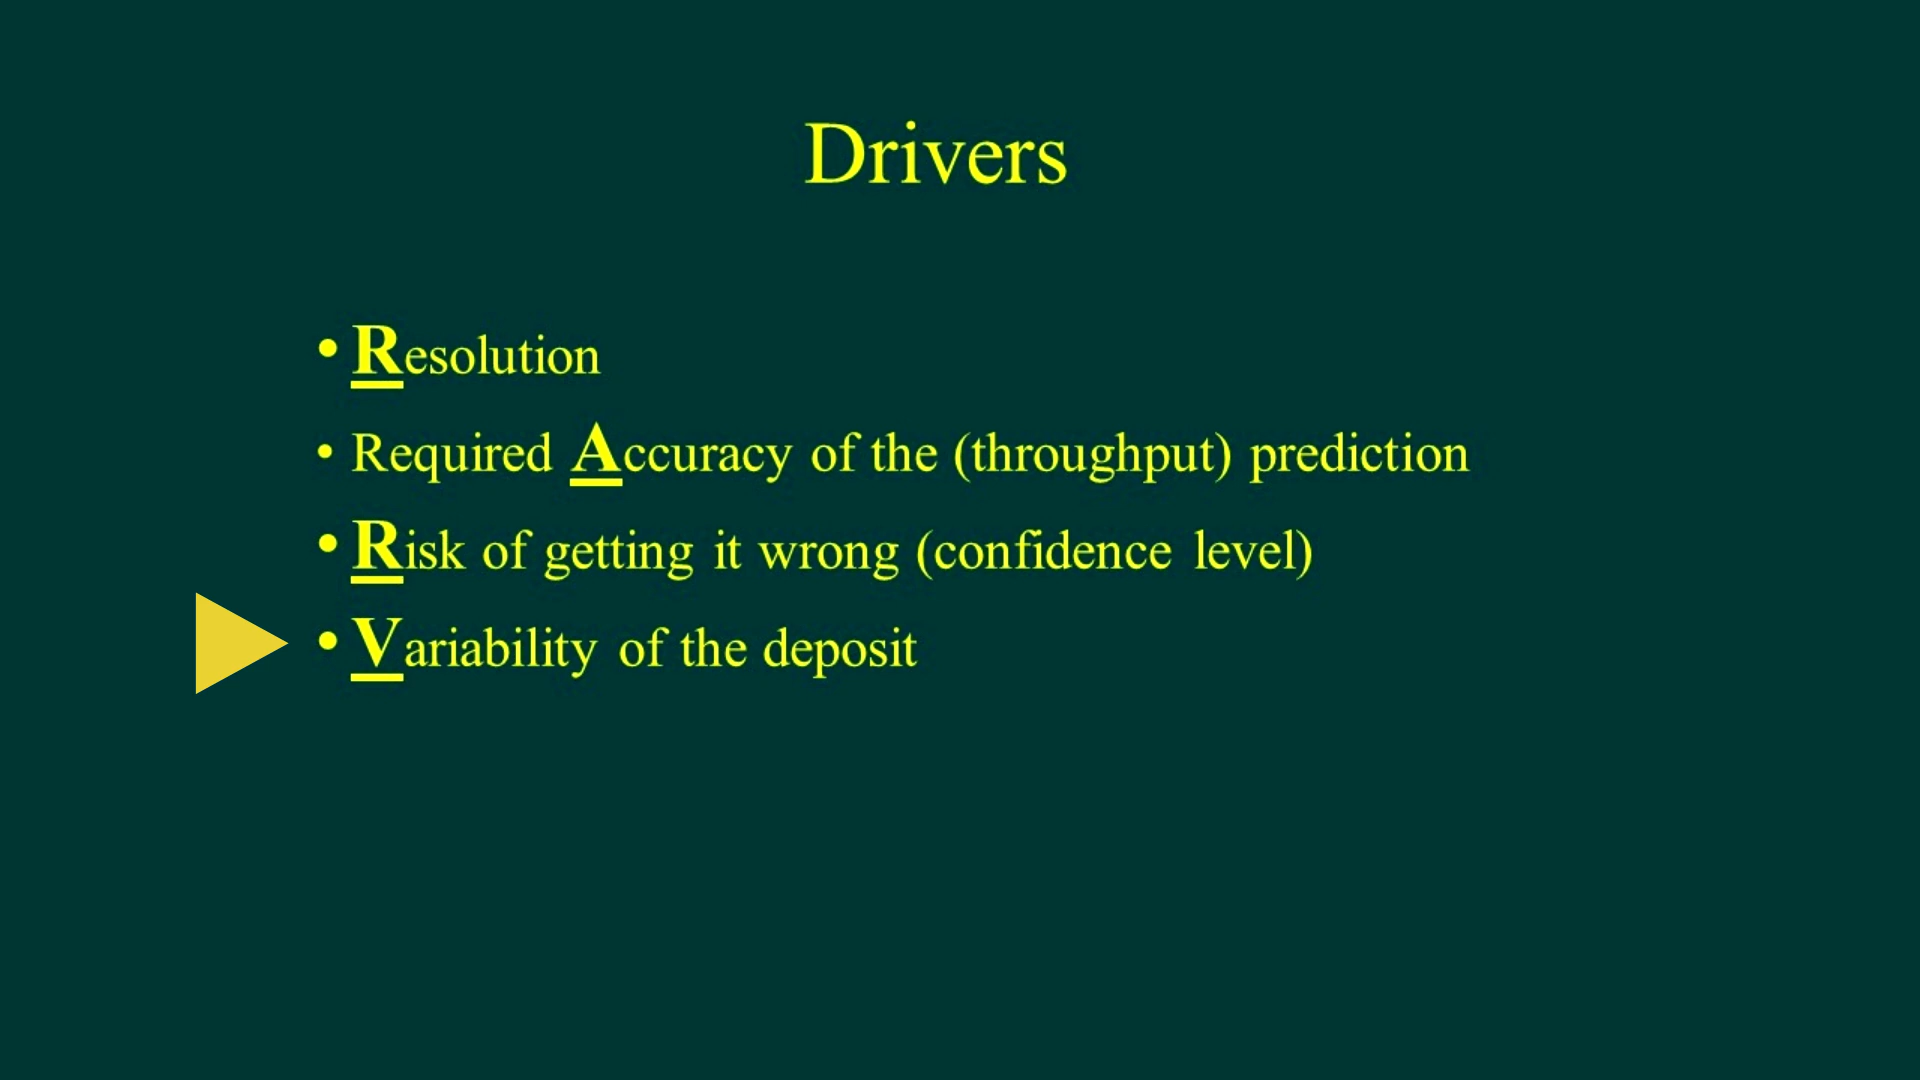 Drivers
• Resolution
• Required Accuracy of the (throughput) prediction
• Risk of getting it wrong (confidence level)
• Variability of the deposit